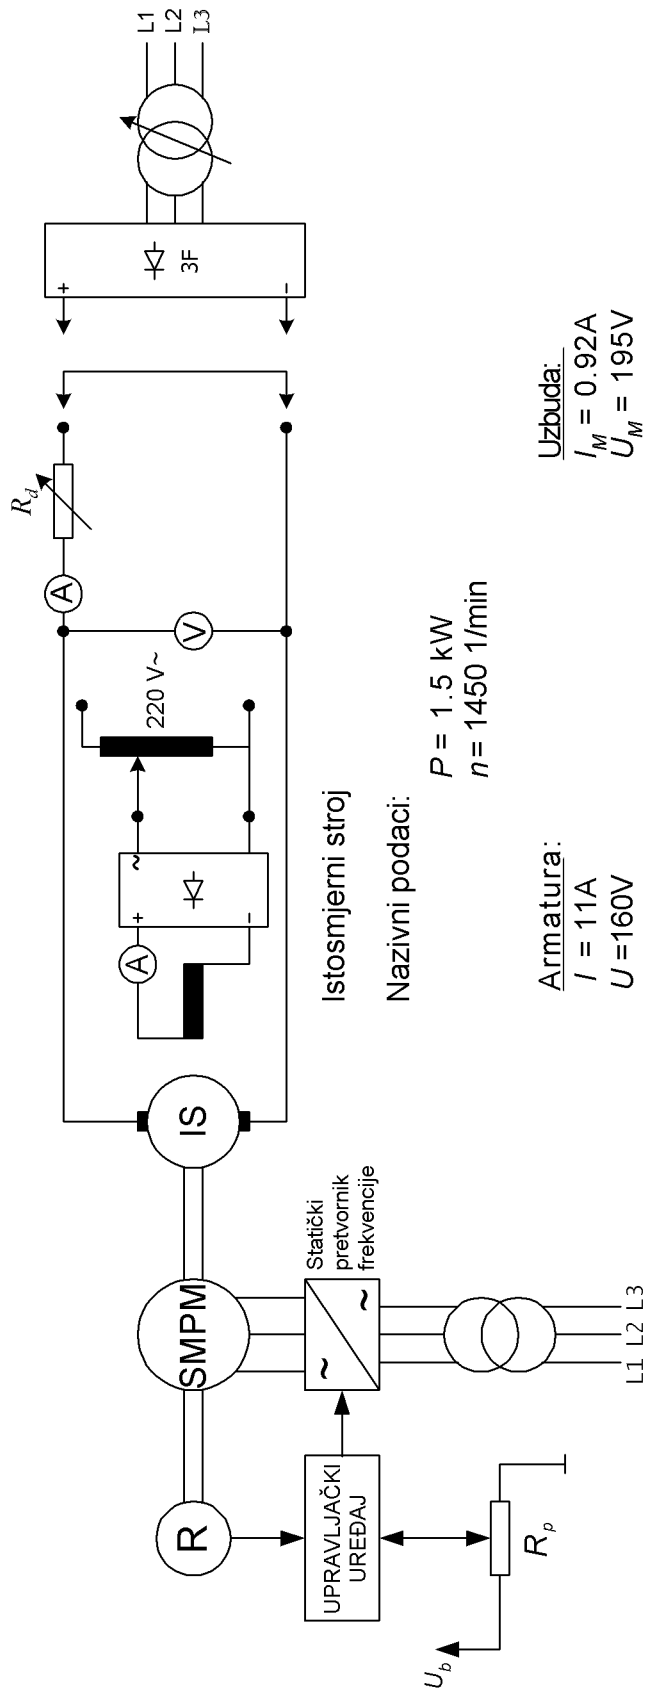 R
SMPM
IS
UPRAVLJAČKI
UREĐAJ
U_b
R_p
~
~
Statički
pretvornik
frekvencije
L1 L2 L3
A
+
-
~
220 V~
A
V
R_d
+
-
3F
L1
L2
L3
Istosmjerni stroj
Nazivni podaci:
P = 1.5 kW
n = 1450 1/min
Armatura:
I = 11A
U =160V
Uzbuda:
I_M = 0.92A
U_M = 195V